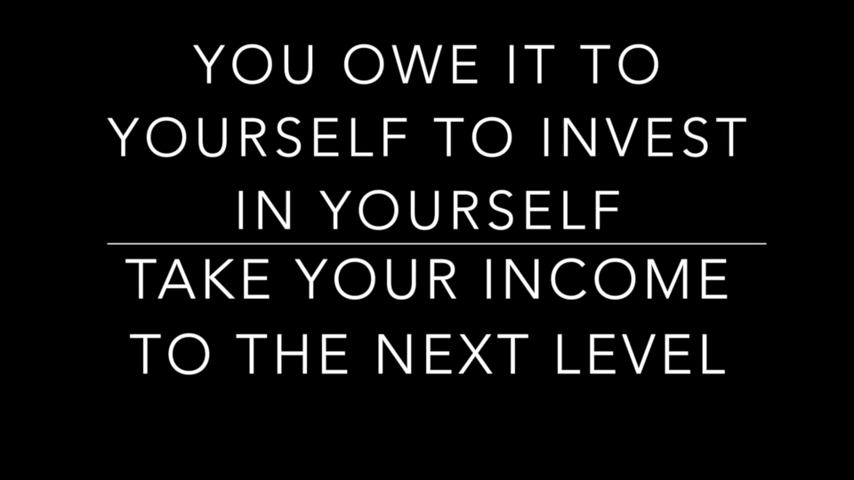 YOU OWE IT TO
YOURSELF TO INVEST
IN YOURSELF
TAKE YOUR INCOME
TO THE NEXT LEVEL